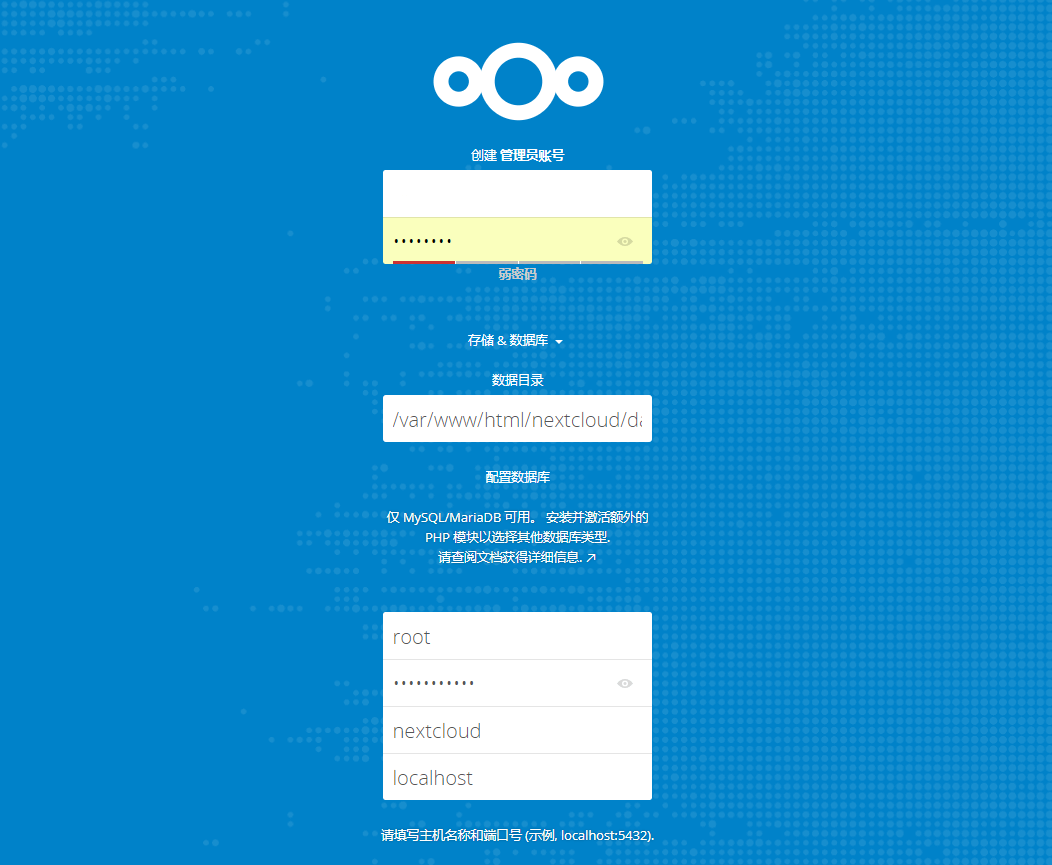 创建 管理员账号
••••••••
弱密码
存储 & 数据库
数据目录
/var/www/html/nextcloud/da
配置数据库
仅 MySQL/MariaDB 可用。 安装并激活额外的
PHP 模块以选择其他数据库类型.
请查阅文档获得详细信息. ↗
root
•••••••••••
nextcloud
localhost
请填写主机名称和端口号 (示例, localhost:5432).